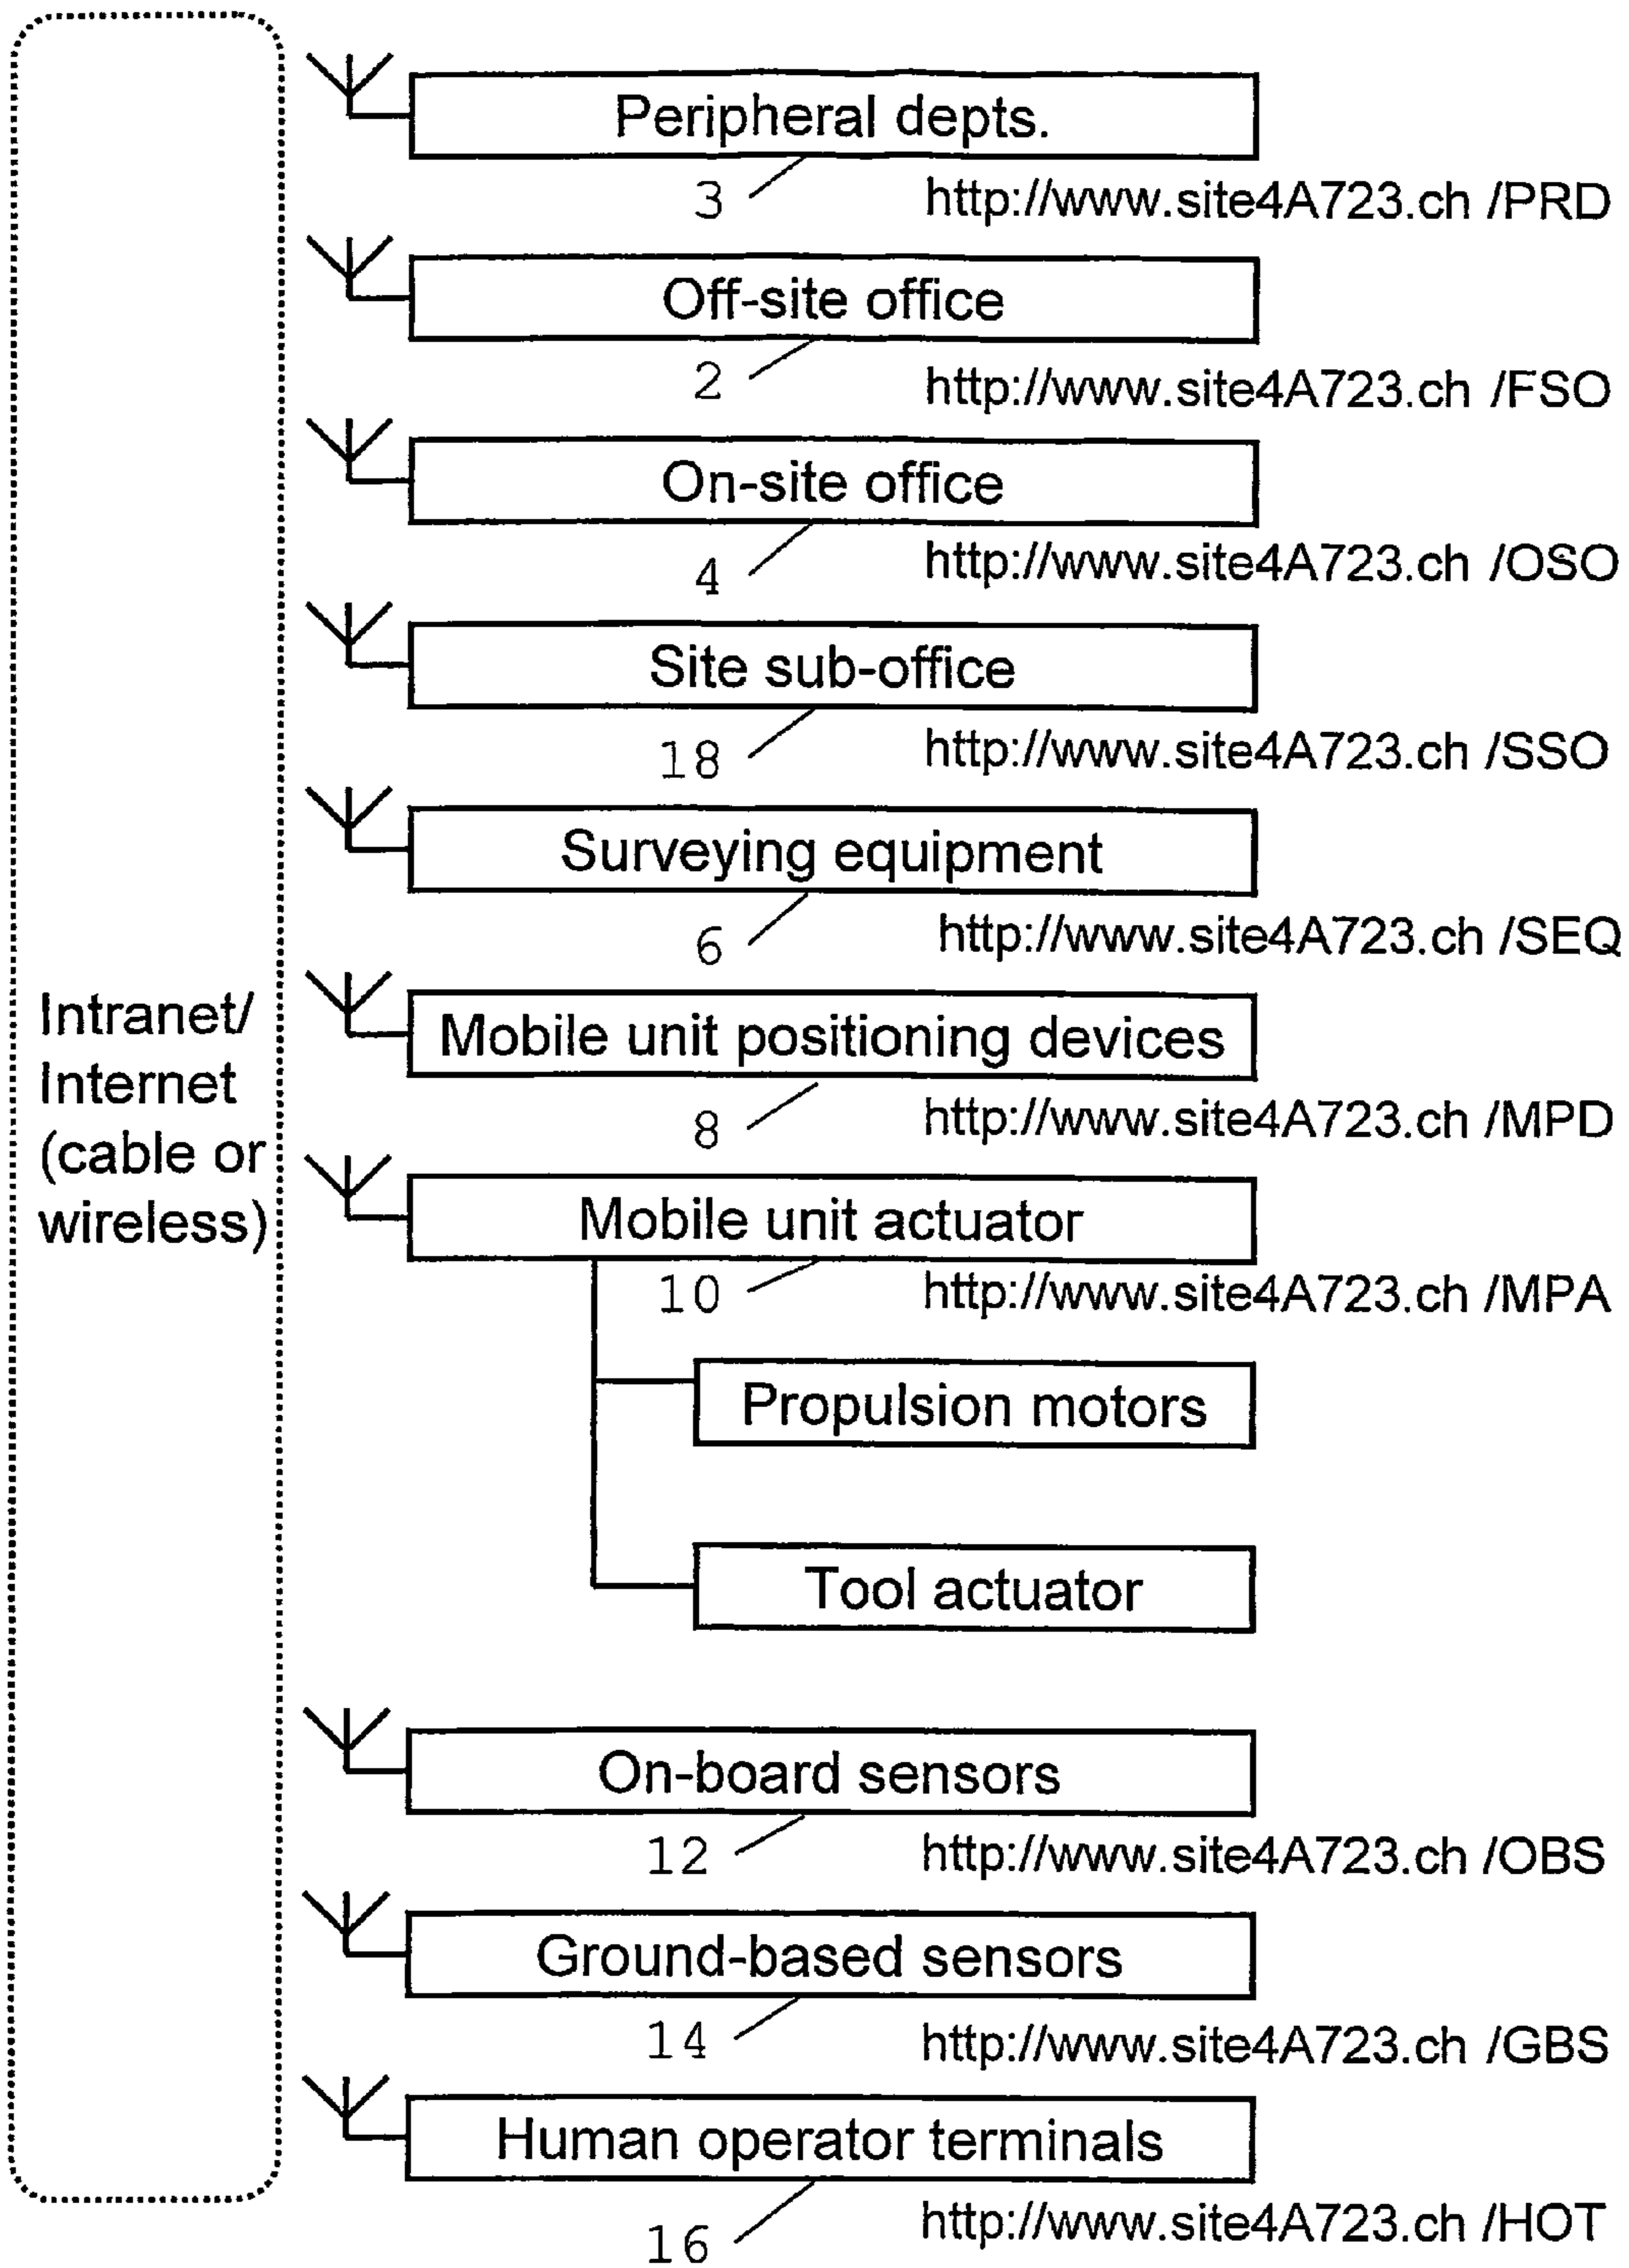 Peripheral depts.
3
http://www.site4A723.ch /PRD
Off-site office
2
http://www.site4A723.ch /FSO
On-site office
4
http://www.site4A723.ch /OSO
Site sub-office
18
http://www.site4A723.ch /SSO
Surveying equipment
6
http://www.site4A723.ch /SEQ
Intranet/
Internet
(cable or
wireless)
Mobile unit positioning devices
8
http://www.site4A723.ch /MPD
Mobile unit actuator
10
http://www.site4A723.ch /MPA
Propulsion motors
Tool actuator
On-board sensors
12
http://www.site4A723.ch /OBS
Ground-based sensors
14
http://www.site4A723.ch /GBS
Human operator terminals
16
http://www.site4A723.ch /HOT